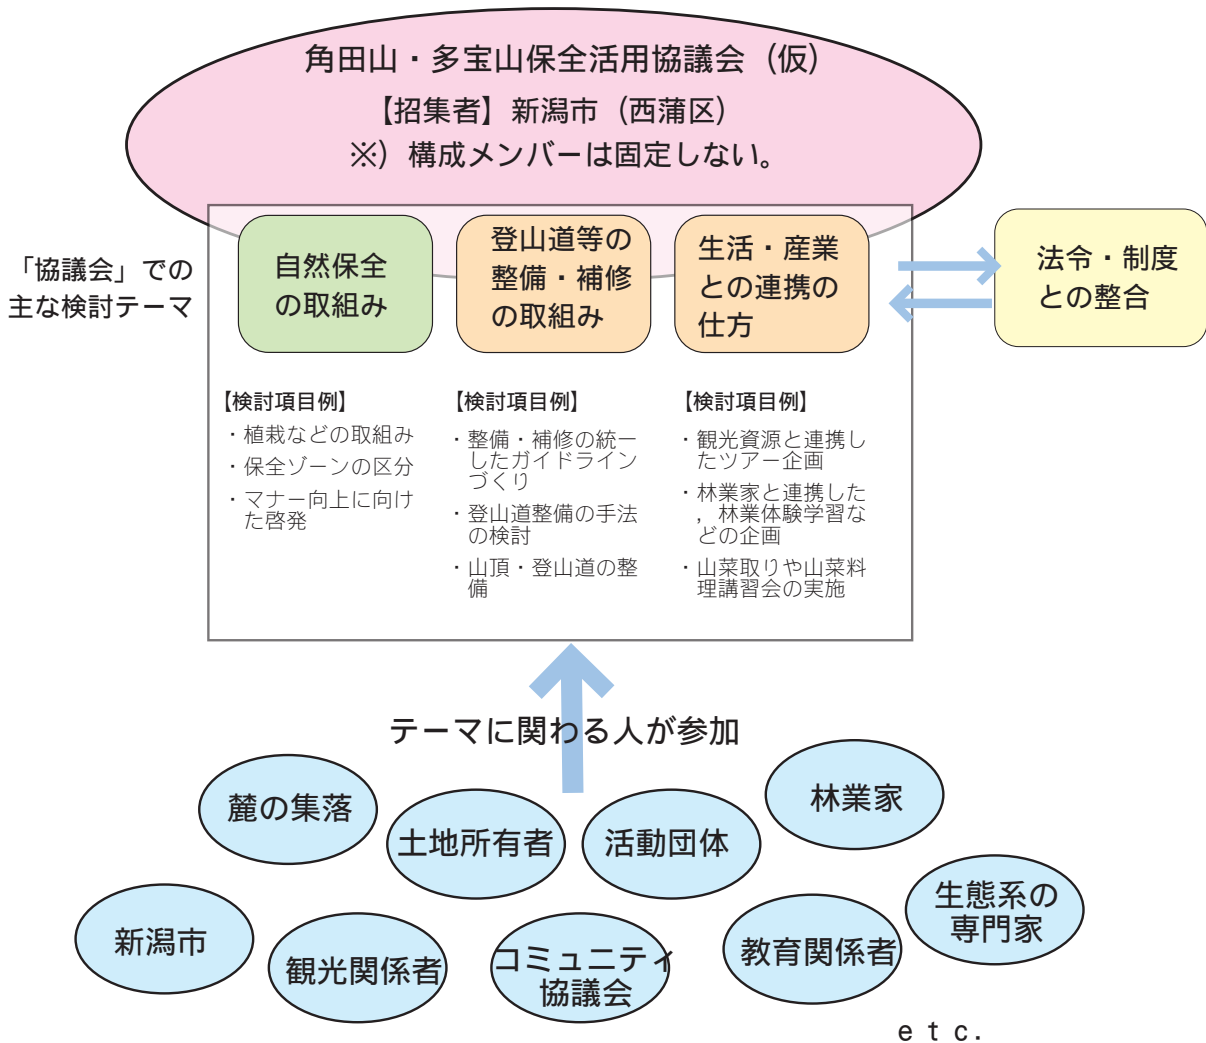 角田山・多宝山保全活用協議会（仮）
【招集者】新潟市（西蒲区）
※）構成メンバーは固定しない。
「協議会」での
主な検討テーマ
自然保全
の取組み
登山道等の
整備・補修
の取組み
生活・産業
との連携の
仕方
法令・制度
との整合
【検討項目例】
・植栽などの取組み
・保全ゾーンの区分
・マナー向上に向け
た啓発
【検討項目例】
・整備・補修の統一
したガイドライン
づくり
・登山道整備の手法
の検討
・山頂・登山道の整
備
【検討項目例】
・観光資源と連携し
たツアー企画
・林業家と連携した
，林業体験学習な
どの企画
・山菜取りや山菜料
理講習会の実施
テーマに関わる人が参加
麓の集落
土地所有者
活動団体
林業家
新潟市
観光関係者
コミュニティ
協議会
教育関係者
生態系の
専門家
ｅｔｃ．